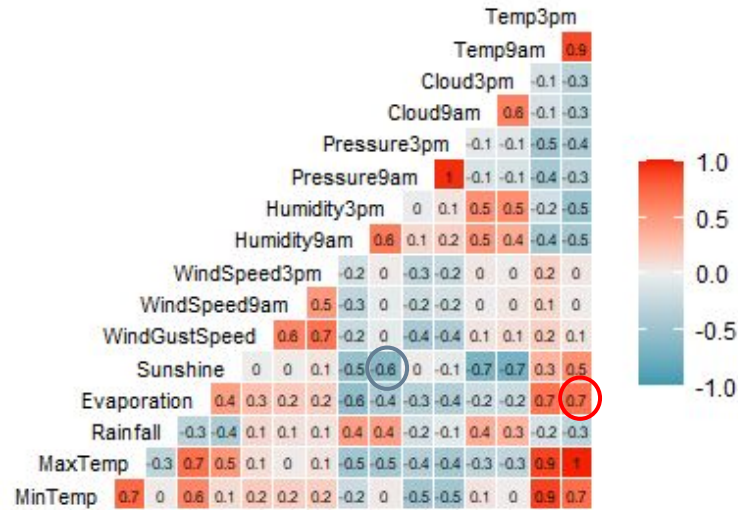 Temp3pm
Temp9am 0.9
Cloud3pm -0.1 -0.3
Cloud9am 0.6 -0.1 -0.3
Pressure3pm -0.1 -0.1 -0.5 -0.4
Pressure9am 1 -0.1 -0.1 -0.4 -0.3
Humidity3pm 0 0.1 0.5 0.5 -0.2 -0.5
Humidity9am 0.6 0.1 0.2 0.5 0.4 -0.4 -0.5
WindSpeed3pm -0.2 0 -0.3 -0.2 0 0 0.2 0
WindSpeed9am 0.5 -0.3 0 -0.2 -0.2 0 0 0.1 0
WindGustSpeed 0.6 0.7 -0.2 0 -0.4 -0.4 0.1 0.1 0.2 0.1
Sunshine 0 0 0.1 -0.5 -0.6 0 -0.1 -0.7 -0.7 0.3 0.5
Evaporation 0.4 0.3 0.2 0.2 -0.6 -0.4 -0.3 -0.4 -0.2 -0.2 0.7 0.7
Rainfall -0.3 -0.4 0.1 0.1 0.1 0.4 0.4 -0.2 -0.1 0.4 0.3 -0.2 -0.3
MaxTemp -0.3 0.7 0.5 0.1 0 0.1 -0.5 -0.5 -0.4 -0.4 -0.3 -0.3 0.9 1
MinTemp 0.7 0 0.6 0.1 0.2 0.2 0.2 -0.2 0 -0.5 -0.5 0.1 0 0.9 0.7
1.0
0.5
0.0
-0.5
-1.0